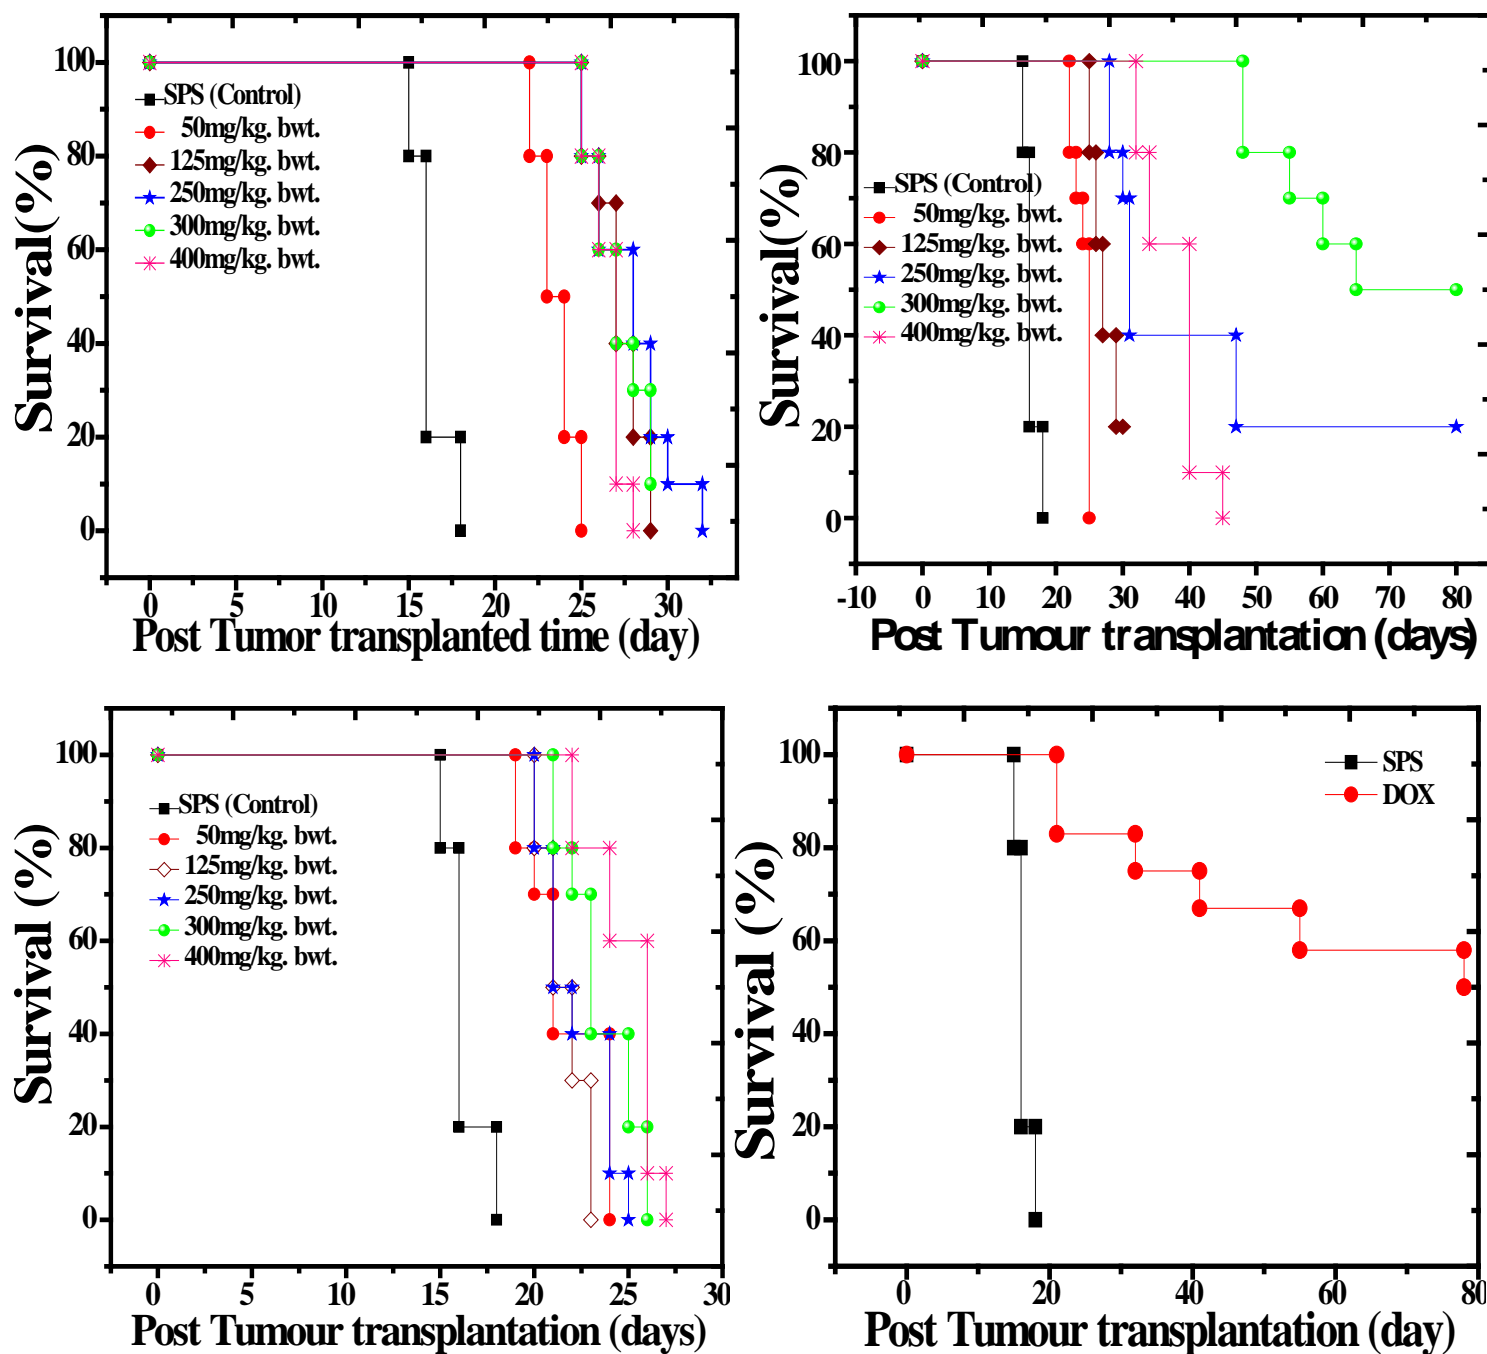 100
80
60
40
20
0
Survival(%)
SPS (Control)
50mg/kg. bwt.
125mg/kg. bwt.
250mg/kg. bwt.
300mg/kg. bwt.
400mg/kg. bwt.
0 5 10 15 20 25 30
Post Tumor transplanted time (day)
100
80
60
40
20
0
Survival(%)
SPS (Control)
50mg/kg. bwt.
125mg/kg. bwt.
250mg/kg. bwt.
300mg/kg. bwt.
400mg/kg. bwt.
-10 0 10 20 30 40 50 60 70 80
Post Tumour transplantation (days)
100
80
60
40
20
0
Survival (%)
SPS (Control)
50mg/kg. bwt.
125mg/kg. bwt.
250mg/kg. bwt.
300mg/kg. bwt.
400mg/kg. bwt.
0 5 10 15 20 25 30
Post Tumour transplantation (days)
100
80
60
40
20
0
Survival (%)
SPS
DOX
0 20 40 60 80
Post Tumour transplantation (day)